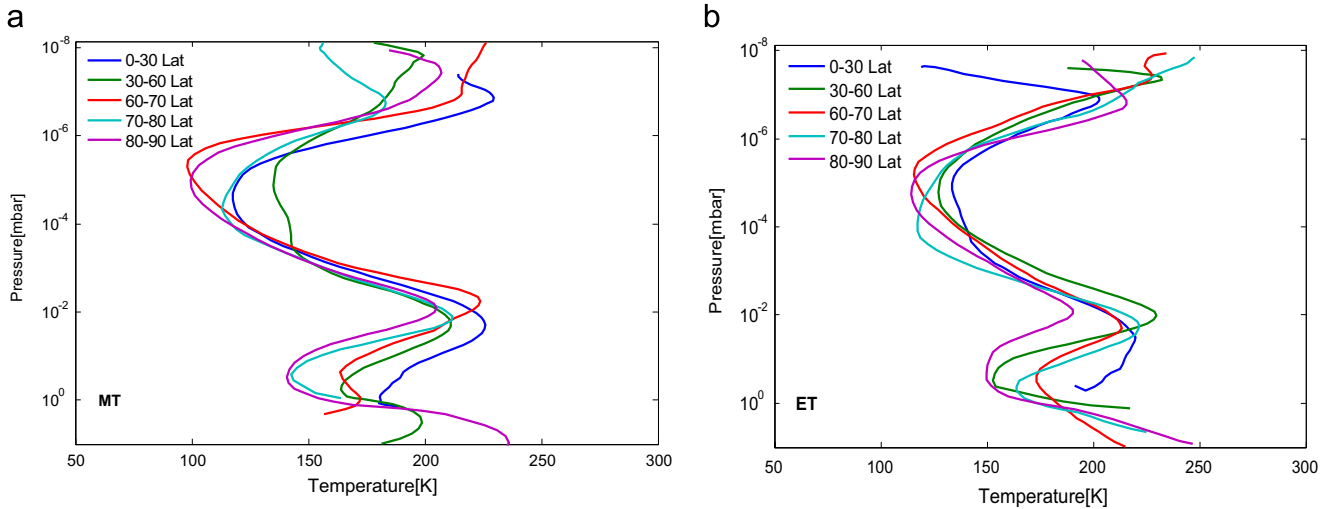 a
10^-8
10^-6
10^-4
10^-2
10^0
Pressure[mbar]
0-30 Lat
30-60 Lat
60-70 Lat
70-80 Lat
80-90 Lat
MT
50 100 150 200 250 300
Temperature[K]
b
10^-8
10^-6
10^-4
10^-2
10^0
Pressure[mbar]
0-30 Lat
30-60 Lat
60-70 Lat
70-80 Lat
80-90 Lat
ET
50 100 150 200 250 300
Temperature[K]